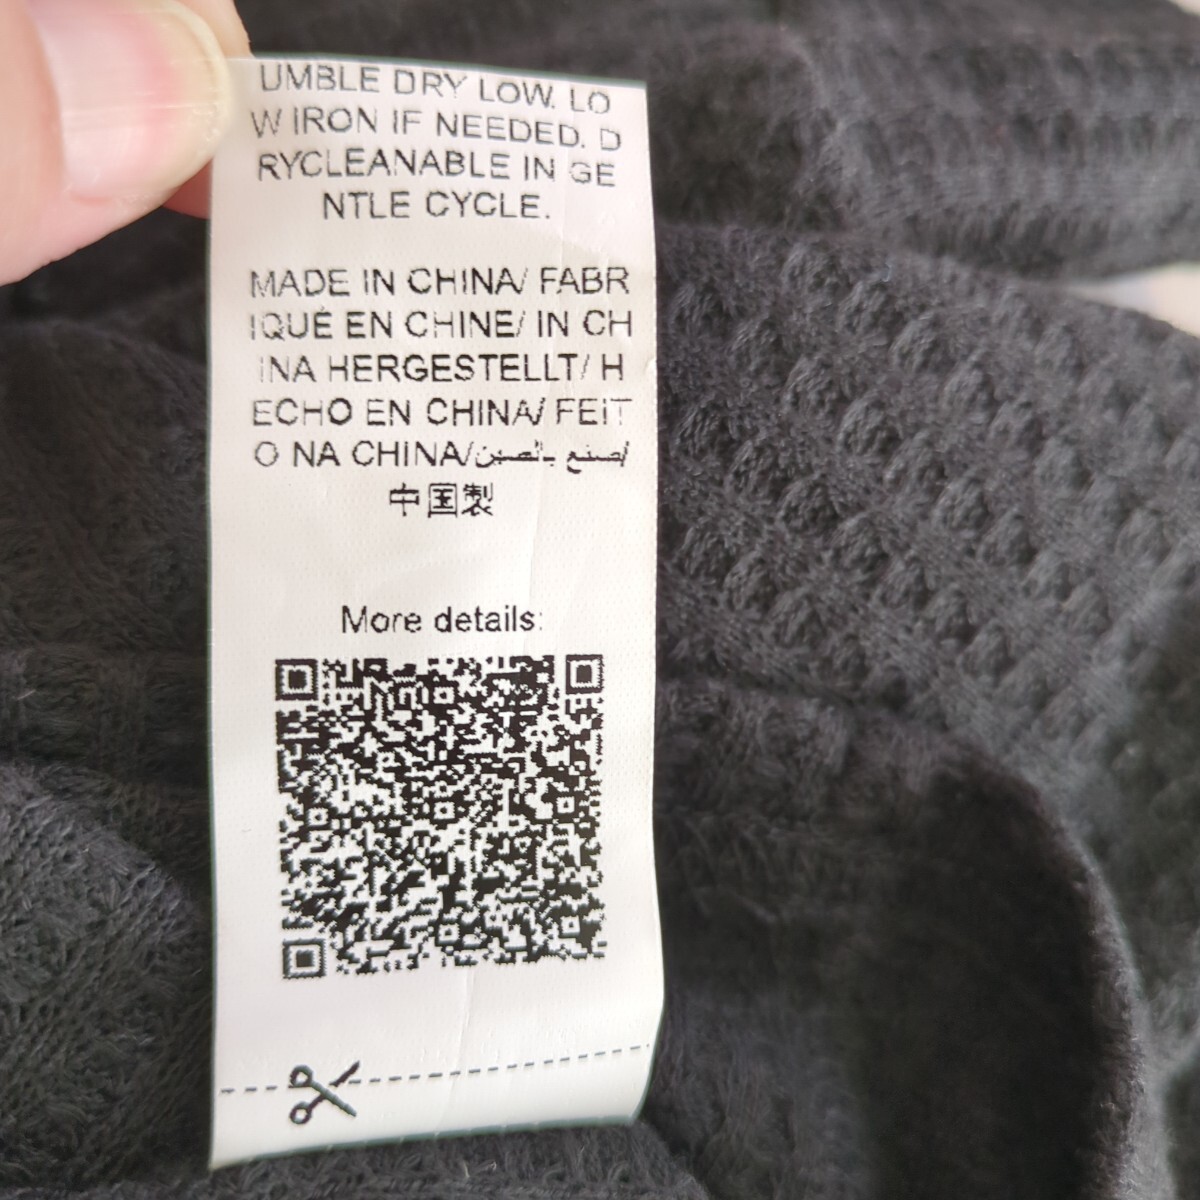 UMBLE DRY LOW. LO
W IRON IF NEEDED. D
RYCLEANABLE IN GE
NTLE CYCLE.
MADE IN CHINA/ FABR
IQUÉ EN CHINE/ IN CH
INA HERGESTELLT/ H
ECHO EN CHINA/ FEIT
O NA CHINA/صنع بالصين/
中国製
More details: